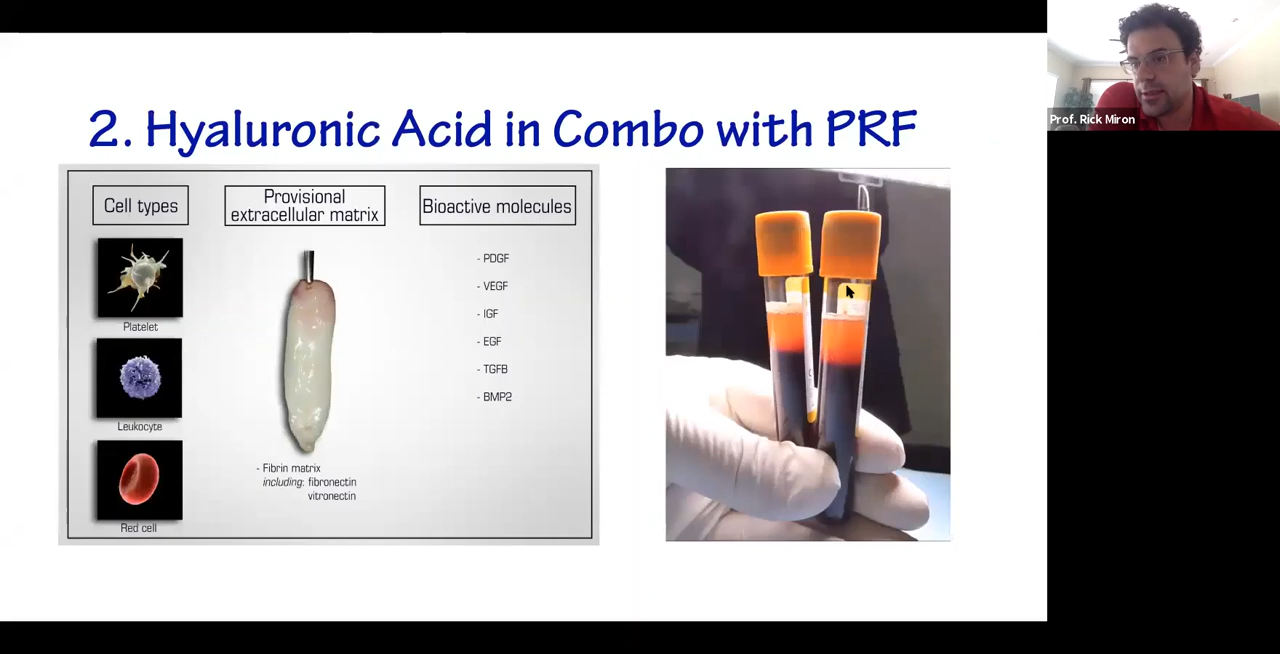 2. Hyaluronic Acid in Combo with PRF
Cell types
Provisional
extracellular matrix
Bioactive molecules
Platelet
Leukocyte
Red cell
- Fibrin matrix
including: fibronectin
vitronectin
- PDGF
- VEGF
- IGF
- EGF
- TGFB
- BMP2
Prof. Rick Miron